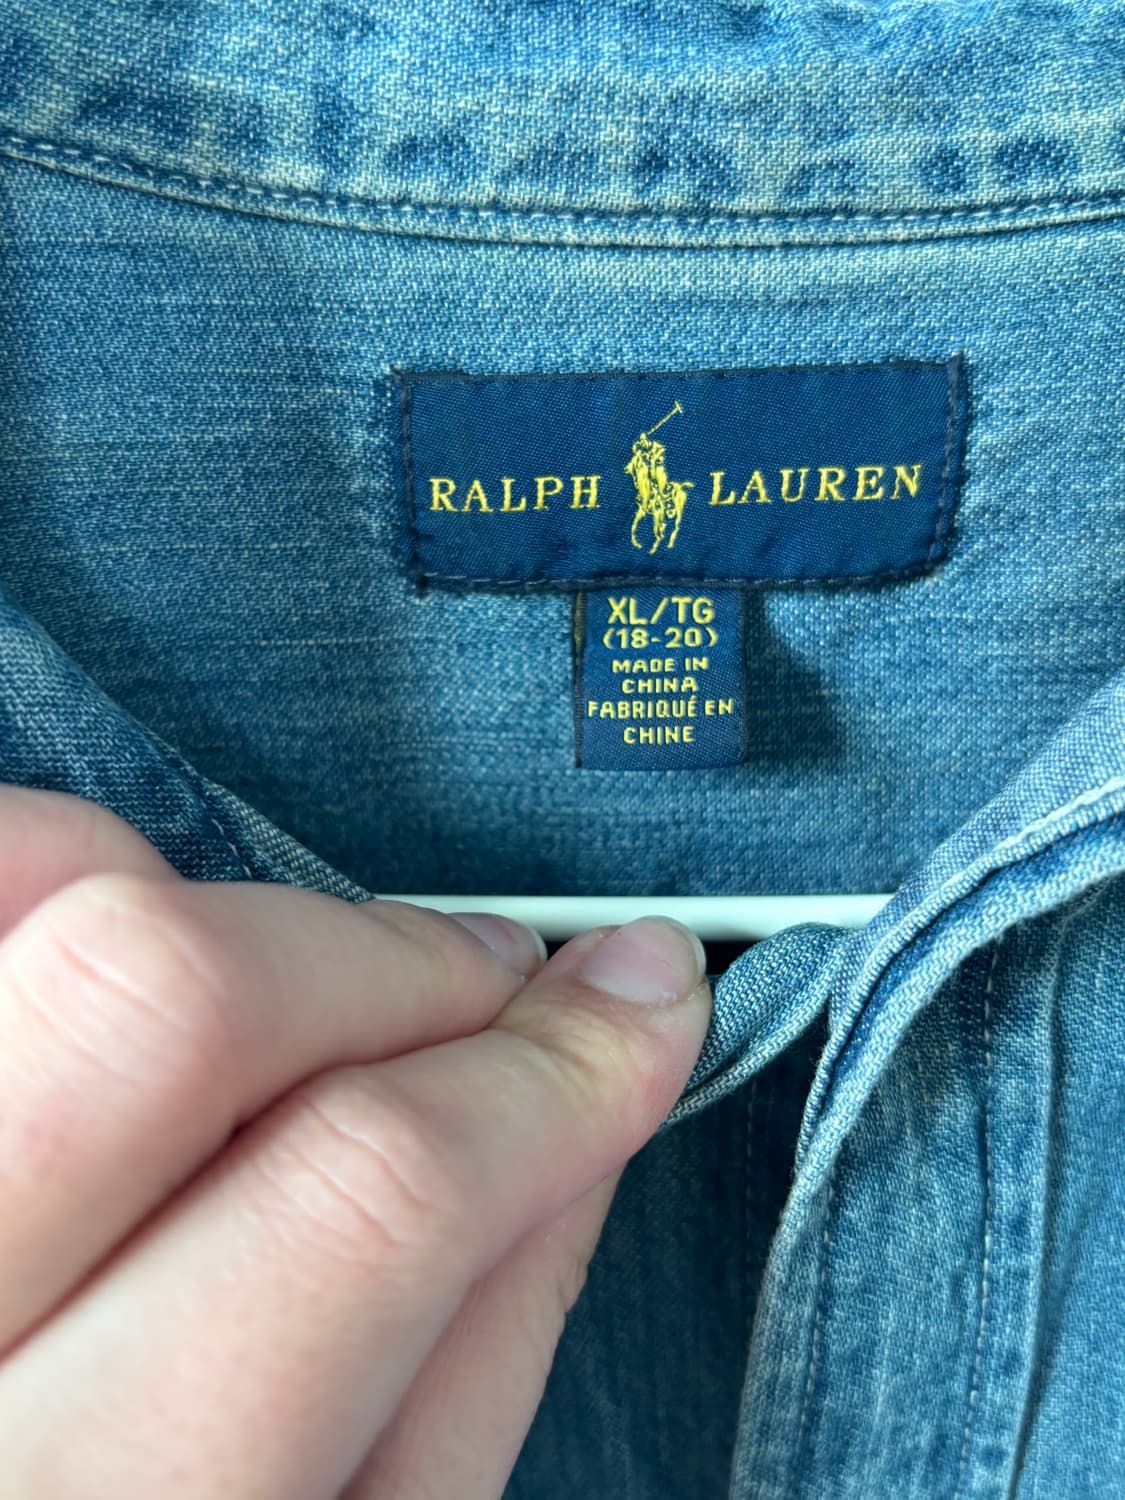 RALPH LAUREN
XL/TG
(18-20)
MADE IN
CHINA
FABRIQUÉ EN
CHINE